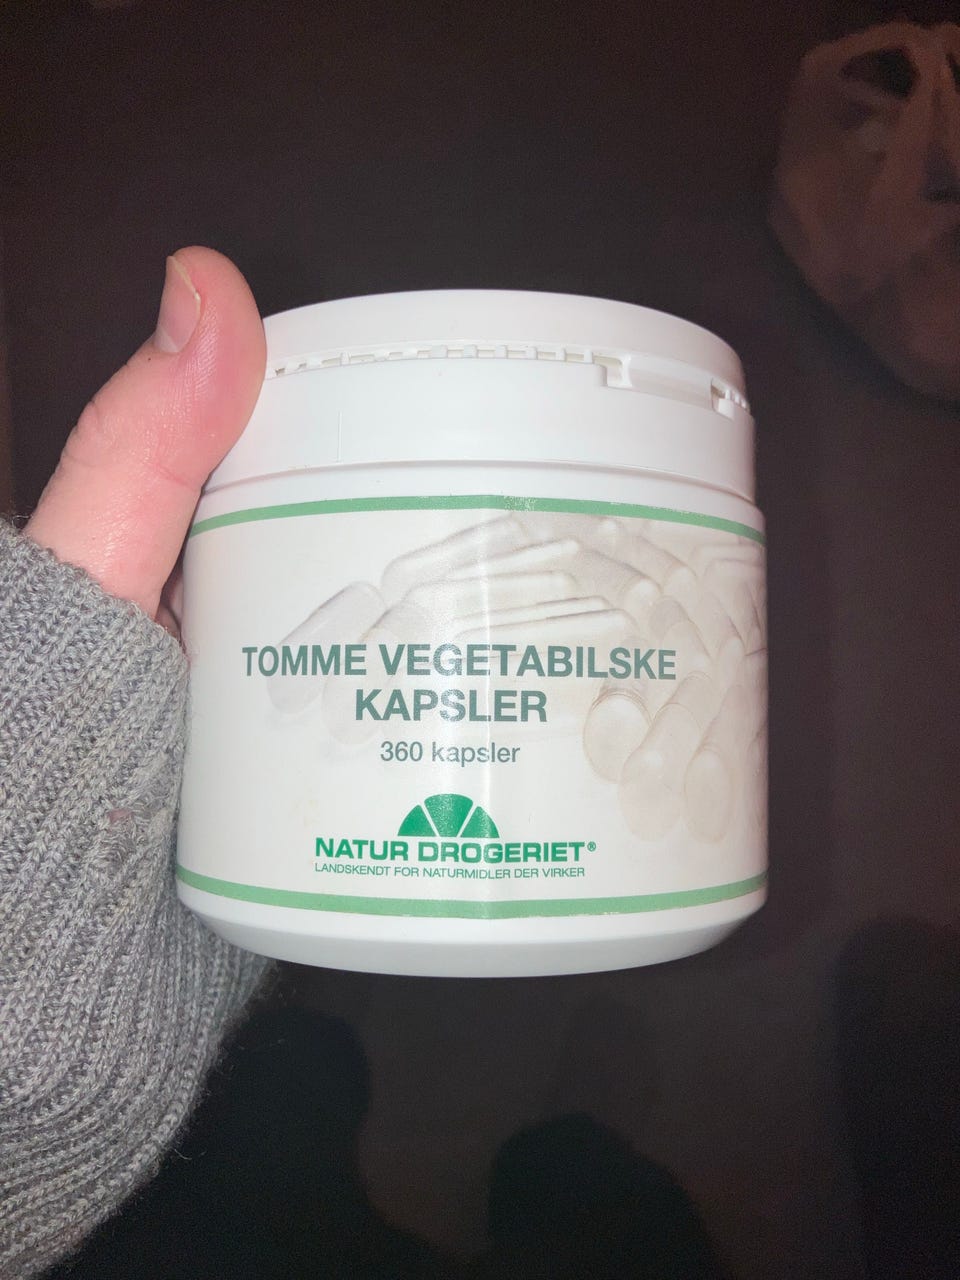 TOMME VEGETABILSKE
KAPSLER
360 kapsler
NATUR DROGERIET®
LANDSKENDT FOR NATURMIDLER DER VIRKER